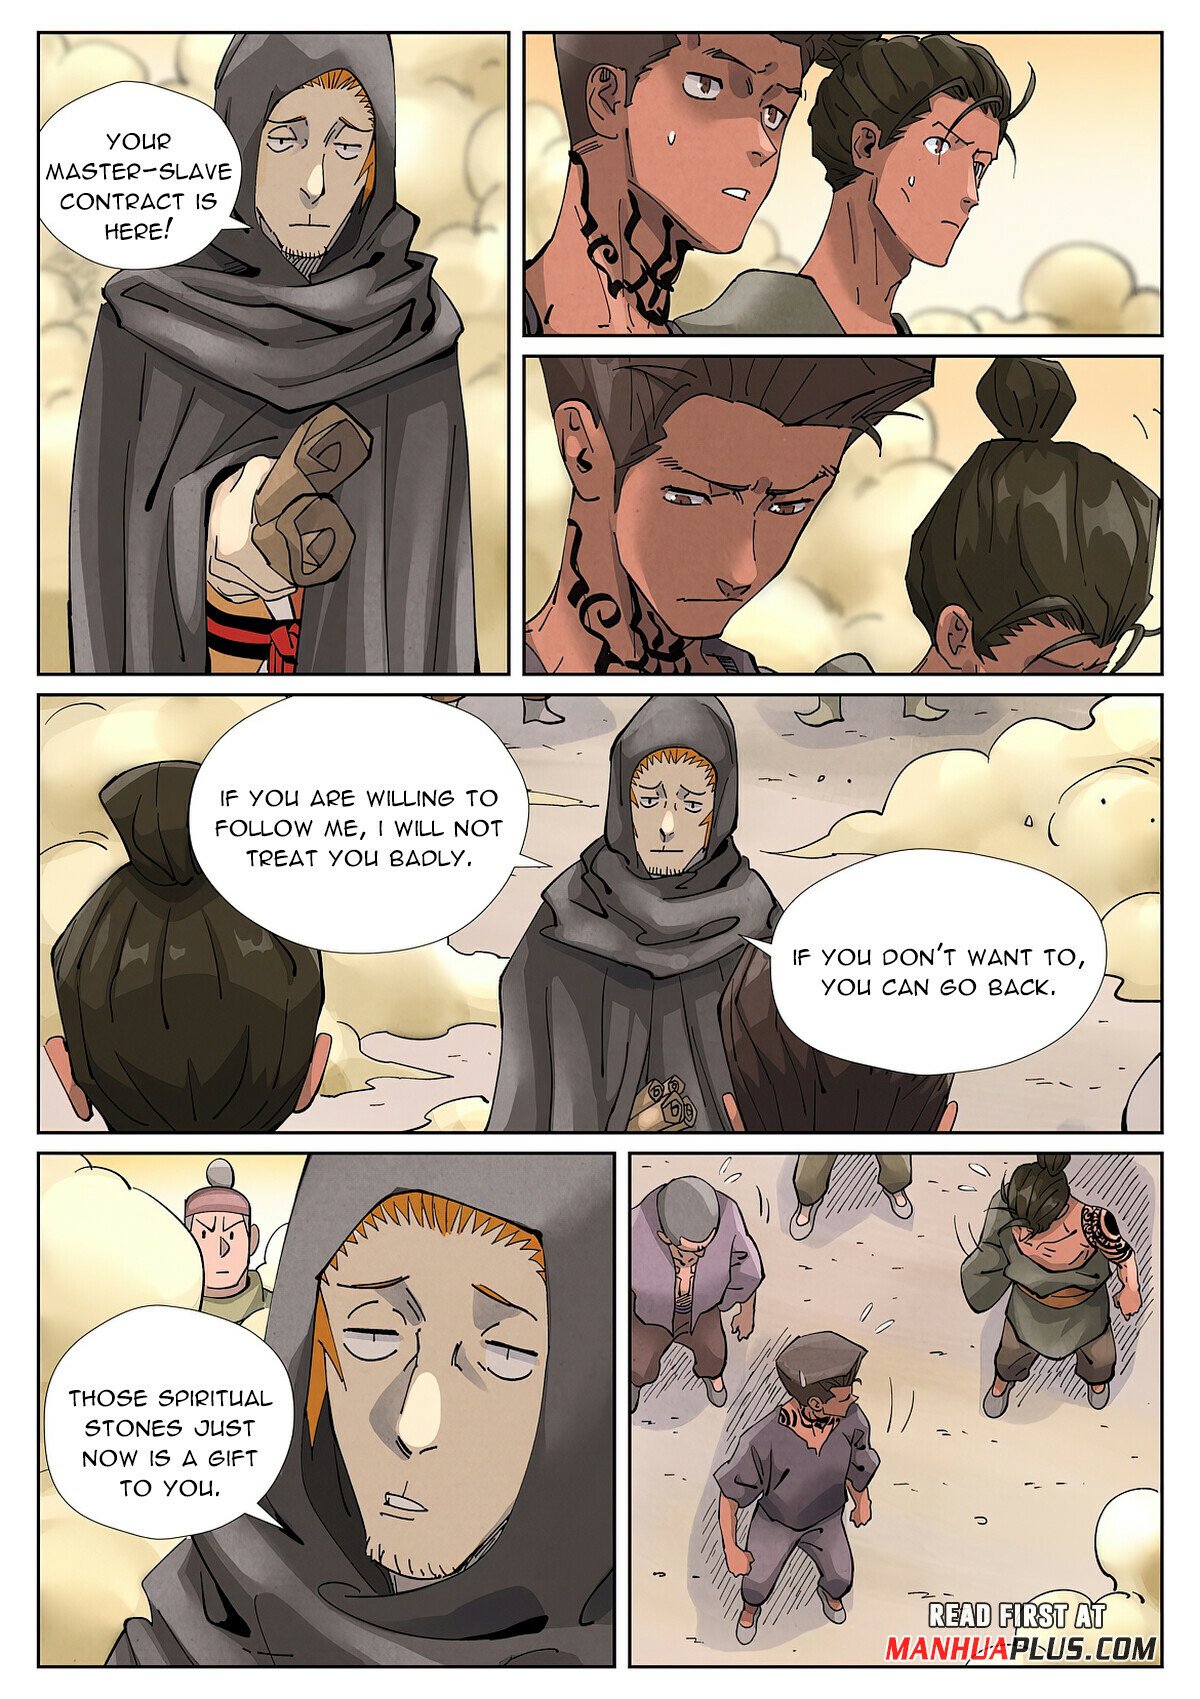 YOUR
MASTER-SLAVE
CONTRACT IS
HERE!
IF YOU ARE WILLING TO
FOLLOW ME, I WILL NOT
TREAT YOU BADLY.
IF YOU DON'T WANT TO,
YOU CAN GO BACK.
THOSE SPIRITUAL
STONES JUST
NOW IS A GIFT
TO YOU.
READ FIRST AT
MANHUAPLUS.COM